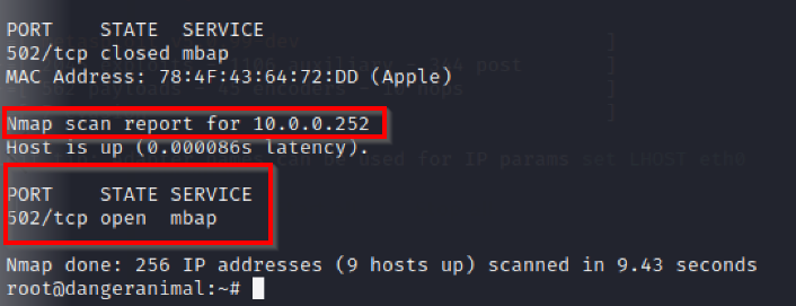 PORT STATE SERVICE
502/tcp closed mbap
MAC Address: 78:4F:43:64:72:DD (Apple)
Nmap scan report for 10.0.0.252
Host is up (0.000086s latency).
PORT STATE SERVICE
502/tcp open mbap
Nmap done: 256 IP addresses (9 hosts up) scanned in 9.43 seconds
root@dangeranimal:~#